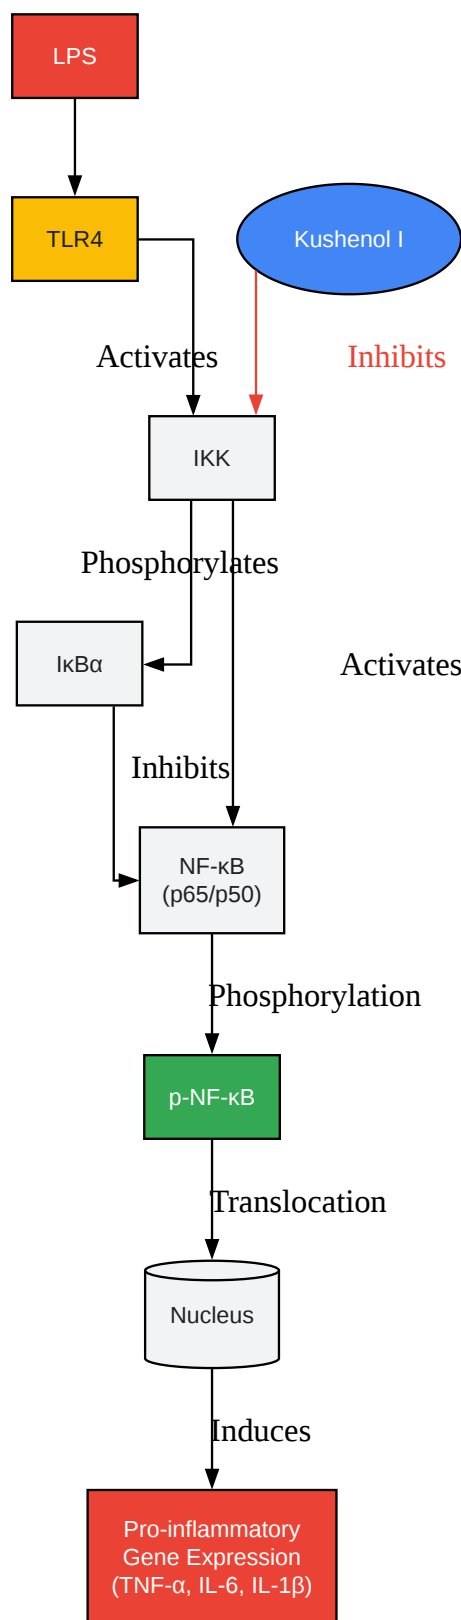 LPS
TLR4
Kushenol I
Activates
Inhibits
IKK
Phosphorylates
IκBα
Activates
Inhibits
NF-κB
(p65/p50)
Phosphorylation
p-NF-κB
Translocation
Nucleus
Induces
Pro-inflammatory
Gene Expression
(TNF-α, IL-6, IL-1β)